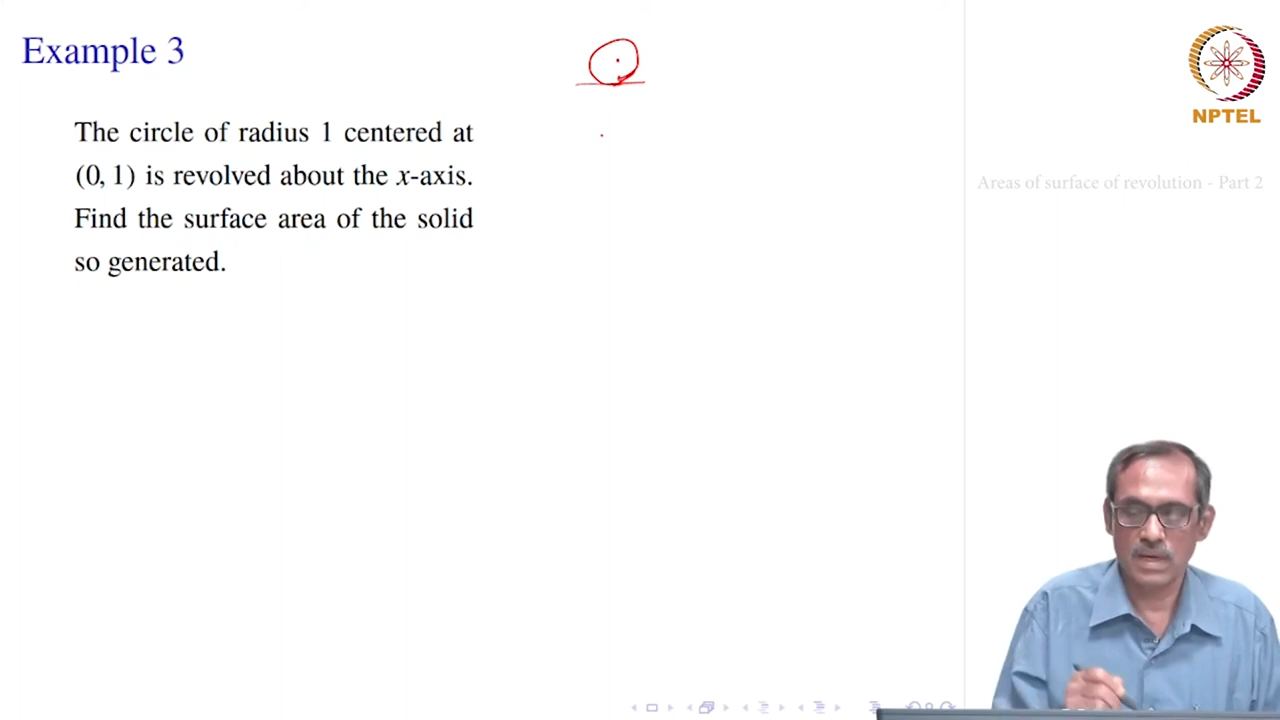 Example 3
The circle of radius 1 centered at
(0, 1) is revolved about the x-axis.
Find the surface area of the solid
so generated.
NPTEL
Areas of surface of revolution - Part 2